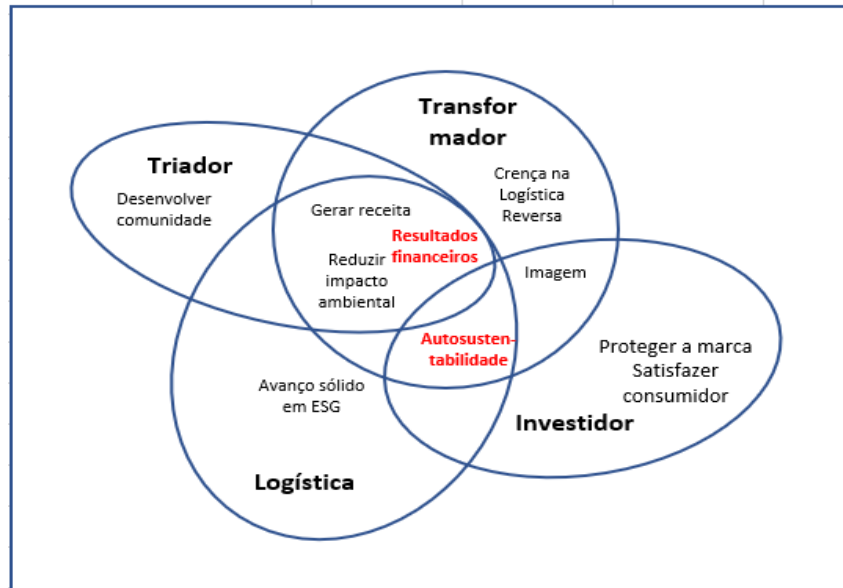 Transfor
mador
Triador
Desenvolver
comunidade
Crença na
Logística
Reversa
Gerar receita
Resultados
financeiros
Reduzir
impacto
ambiental
Imagem
Autosusten-
tabilidade
Proteger a marca
Satisfazer
consumidor
Avanço sólido
em ESG
Investidor
Logística